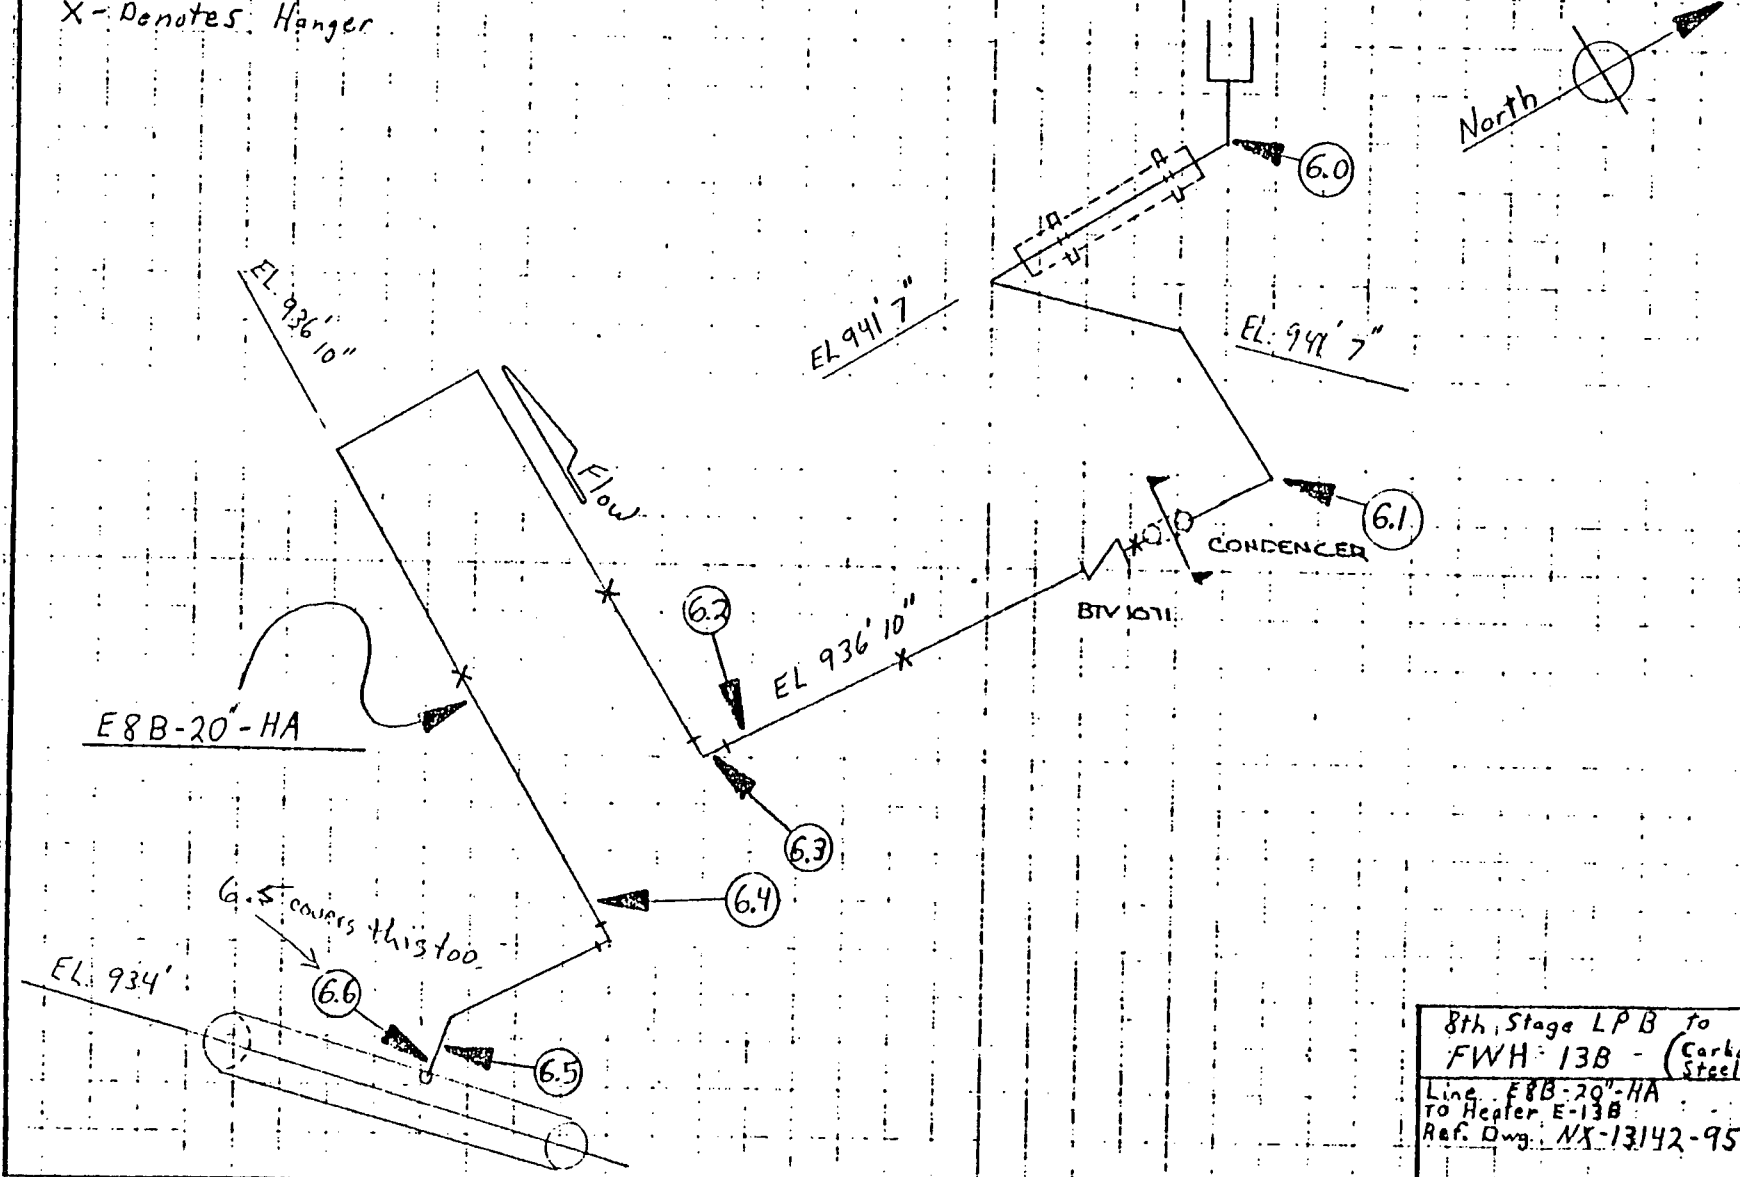 X- Denotes Hanger
North
6.0
EL. 936' 10"
EL 941' 7"
EL. 941' 7"
Flow
6.1
CONDENCER
BTV 1071
6.2
EL 936' 10"
E8B-20"-HA
6.3
6.4
6.5 covers this too
EL. 934'
6.6
6.5
8th Stage LP B to
FWH 13B - (Steel
Line E8B-20"-HA
To Heater E-13B
Ref. Dwg. NX-13142-95